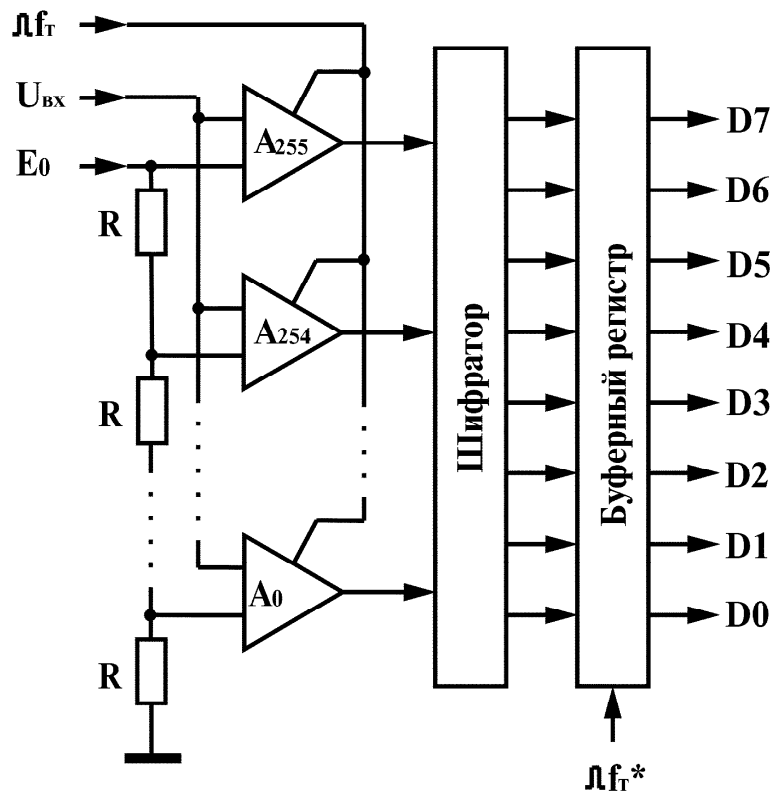 fт
Uвх
E0
R
R
R
A255
A254
A0
Шифратор
Буферный регистр
D7
D6
D5
D4
D3
D2
D1
D0
fт*